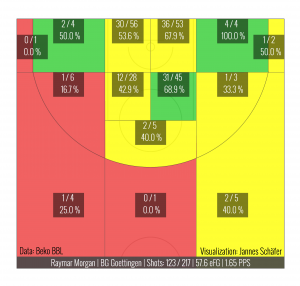 2 / 4
50.0 %
30 / 56
53.6 %
36 / 53
67.9 %
4 / 4
100.0 %
0 / 1
0.0 %
1 / 2
50.0 %
1 / 6
16.7 %
12 / 28
42.9 %
31 / 45
68.9 %
1 / 3
33.3 %
2 / 5
40.0 %
1 / 4
25.0 %
0 / 1
0.0 %
2 / 5
40.0 %
Data: Beko BBL
Visualization: Jannes Schäfer
Raymar Morgan | BG Goettingen | Shots: 123 / 217 | 57.6 eFG | 1.65 PPS